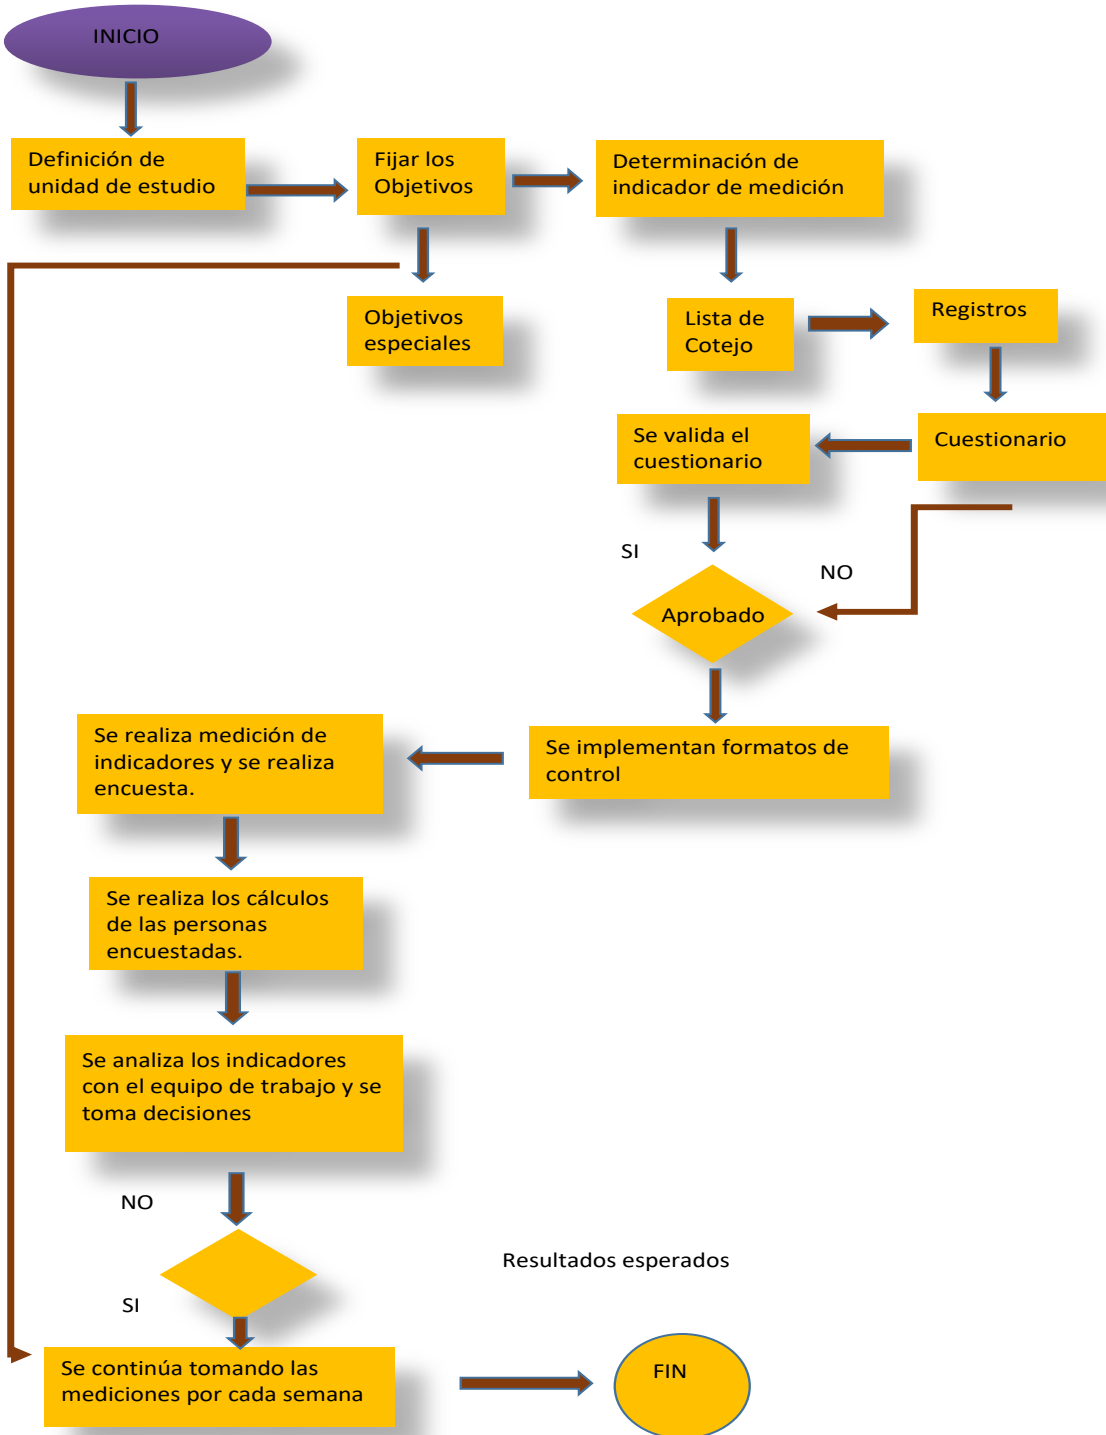 INICIO
Definición de
unidad de estudio
Fijar los
Objetivos
Determinación de
indicador de medición
Objetivos
especiales
Lista de
Cotejo
Registros
Se valida el
cuestionario
Cuestionario
SI
NO
Aprobado
Se realiza medición de
indicadores y se realiza
encuesta.
Se implementan formatos de
control
Se realiza los cálculos
de las personas
encuestadas.
Se analiza los indicadores
con el equipo de trabajo y se
toma decisiones
NO
Resultados esperados
SI
Se continúa tomando las
mediciones por cada semana
FIN